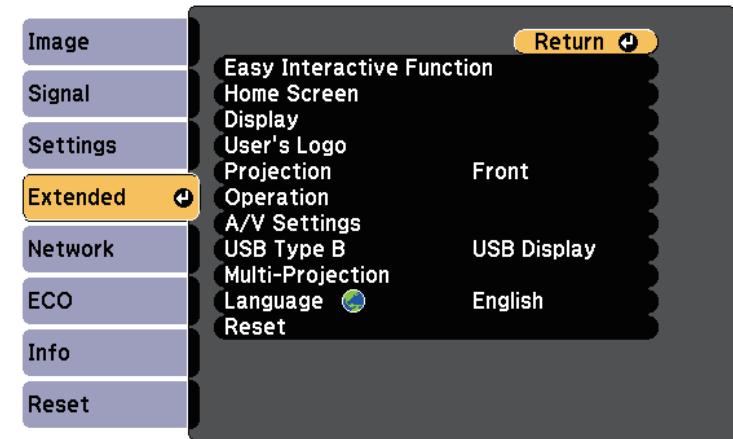 Image
Signal
Settings
Extended
Network
ECO
Info
Reset
Return
Easy Interactive Function
Home Screen
Display
User's Logo
Projection Front
Operation
A/V Settings
USB Type B USB Display
Multi-Projection
Language English
Reset